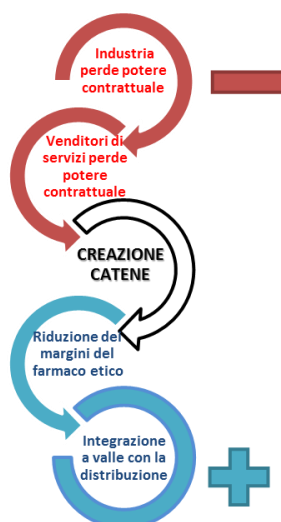 Industria
perde potere
contrattuale
Venditori di
servizi perde
potere
contrattuale
CREAZIONE
CATENE
Riduzione dei
margini del
farmaco etico
Integrazione
a valle con la
distribuzione